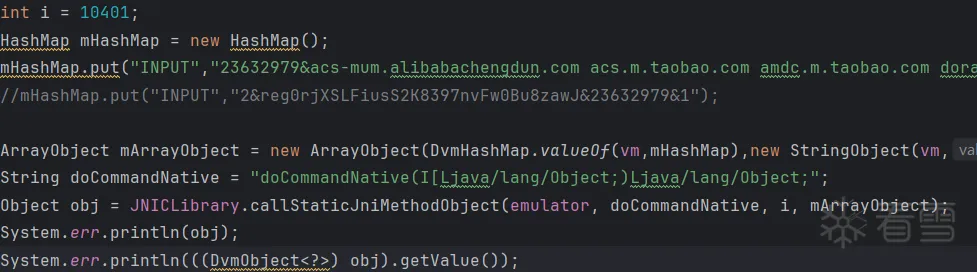 int i = 10401;
HashMap mHashMap = new HashMap();
mHashMap.put("INPUT","23632979&acs-mum.alibabachengdun.com acs.m.taobao.com amdc.m.taobao.com dora
//mHashMap.put("INPUT","2&reg0rjXSLFiusS2K8397nvFw0Bu8zawJ&23632979&1");
ArrayObject mArrayObject = new ArrayObject(DvmHashMap.valueOf(vm,mHashMap),new StringObject(vm,
String doCommandNative = "doCommandNative(I[Ljava/lang/Object;)Ljava/lang/Object;";
Object obj = JNICLibrary.callStaticJniMethodObject(emulator, doCommandNative, i, mArrayObject);
System.err.println(obj);
System.err.println(((DvmObject<?>) obj).getValue());
看雪